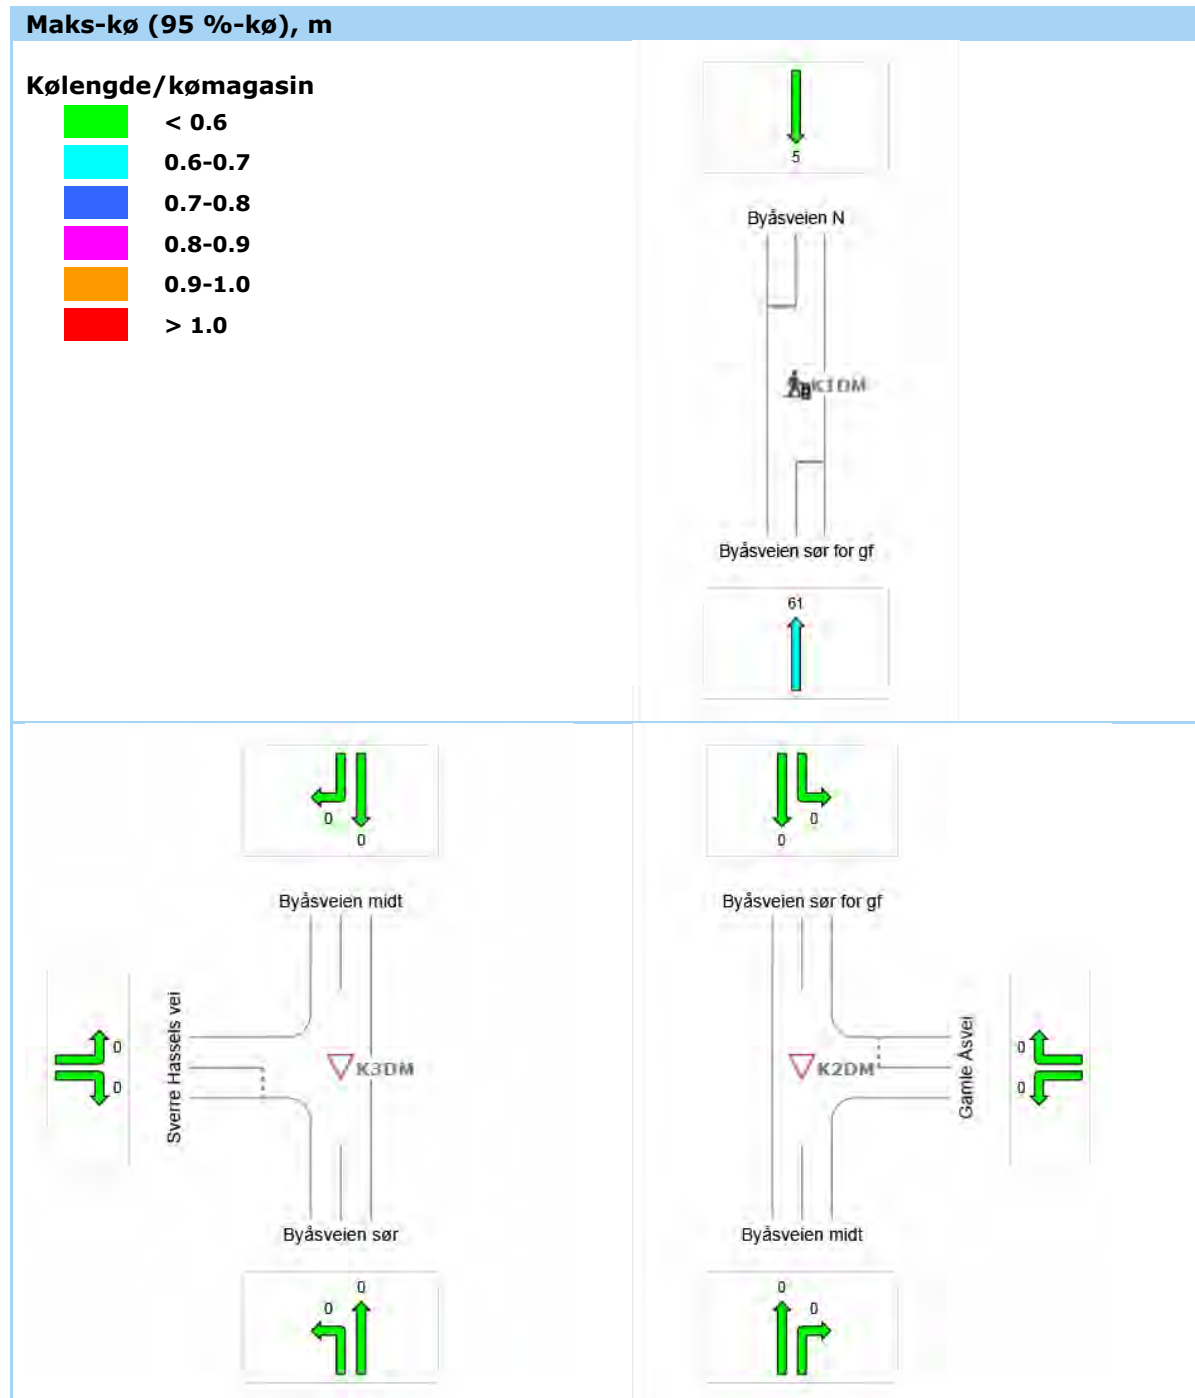 Maks-kø (95 %-kø), m
Kølengde/kømagasin
< 0.6
0.6-0.7
0.7-0.8
0.8-0.9
0.9-1.0
> 1.0
5
Byåsveien N
K1DM
Byåsveien sør for gf
61
0
0
Byåsveien midt
0
0
Sverre Hassels vei
K3DM
Byåsveien sør
0
0
0
0
Byåsveien sør for gf
K2DM
Gamle Åsvei
0
0
Byåsveien midt
0
0